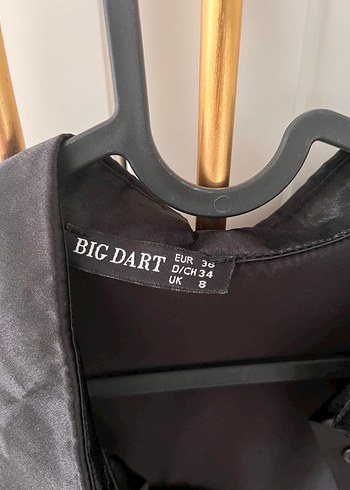 BIG DART
EUR 36
D/CH 34
UK 8